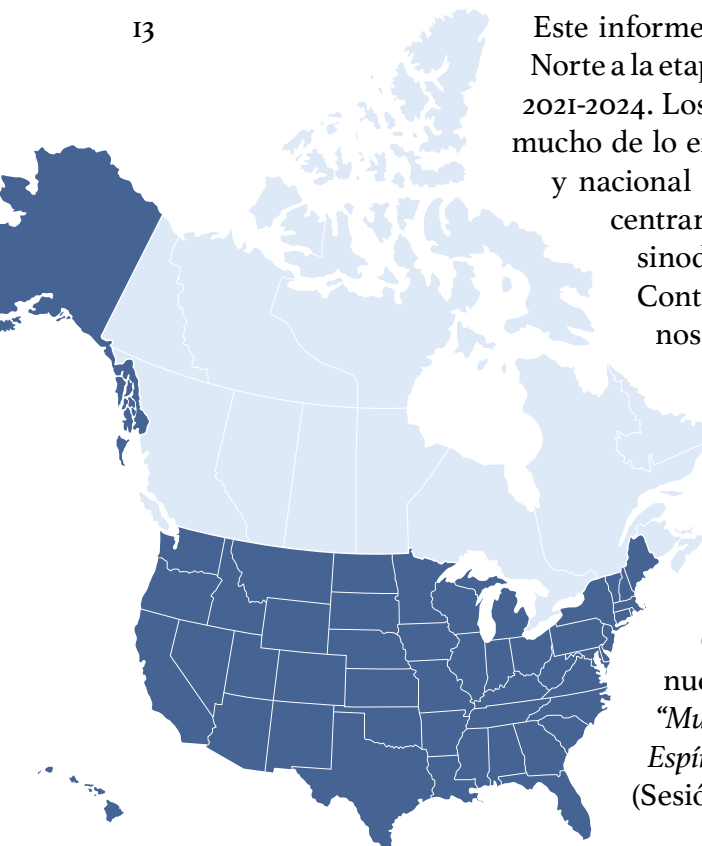 13
Este informe
Norte a la etap
2021-2024. Los
mucho de lo e
y nacional
centrar
sinod
Cont
nos
nue
“Mu
Espír
(Sesió